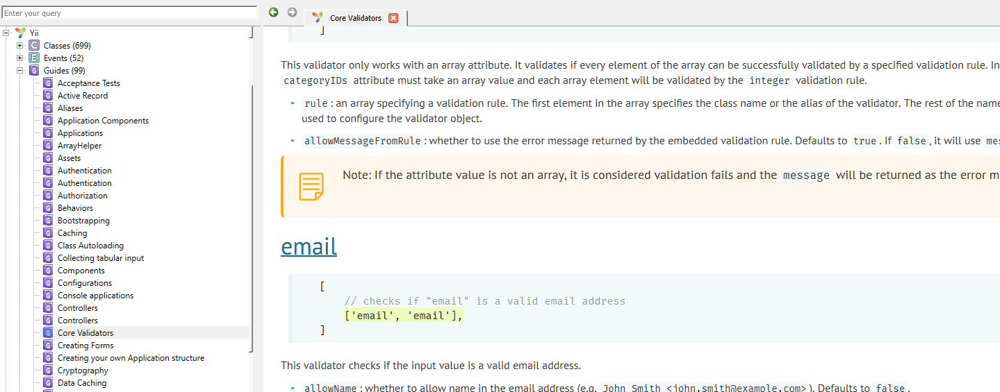 Enter your query
Core Validators
Yii
Classes (699)
Events (52)
Guides (99)
Acceptance Tests
Active Record
Aliases
Application Components
Applications
ArrayHelper
Assets
Authentication
Authentication
Authorization
Behaviors
Bootstrapping
Caching
Class Autoloading
Collecting tabular input
Components
Configurations
Console applications
Controllers
Controllers
Core Validators
Creating Forms
Creating your own Application structure
Cryptography
Data Caching
]
This validator only works with an array attribute. It validates if every element of the array can be successfully validated by a specified validation rule. In
categoryIDs attribute must take an array value and each array element will be validated by the integer validation rule.
- rule : an array specifying a validation rule. The first element in the array specifies the class name or the alias of the validator. The rest of the name
used to configure the validator object.
- allowMessageFromRule : whether to use the error message returned by the embedded validation rule. Defaults to true. If false, it will use mes
Note: If the attribute value is not an array, it is considered validation fails and the message will be returned as the error m
email
[
// checks if "email" is a valid email address
['email', 'email'],
]
This validator checks if the input value is a valid email address.
- allowName : whether to allow name in the email address (e.g. John Smith <john.smith@example.com>). Defaults to false.